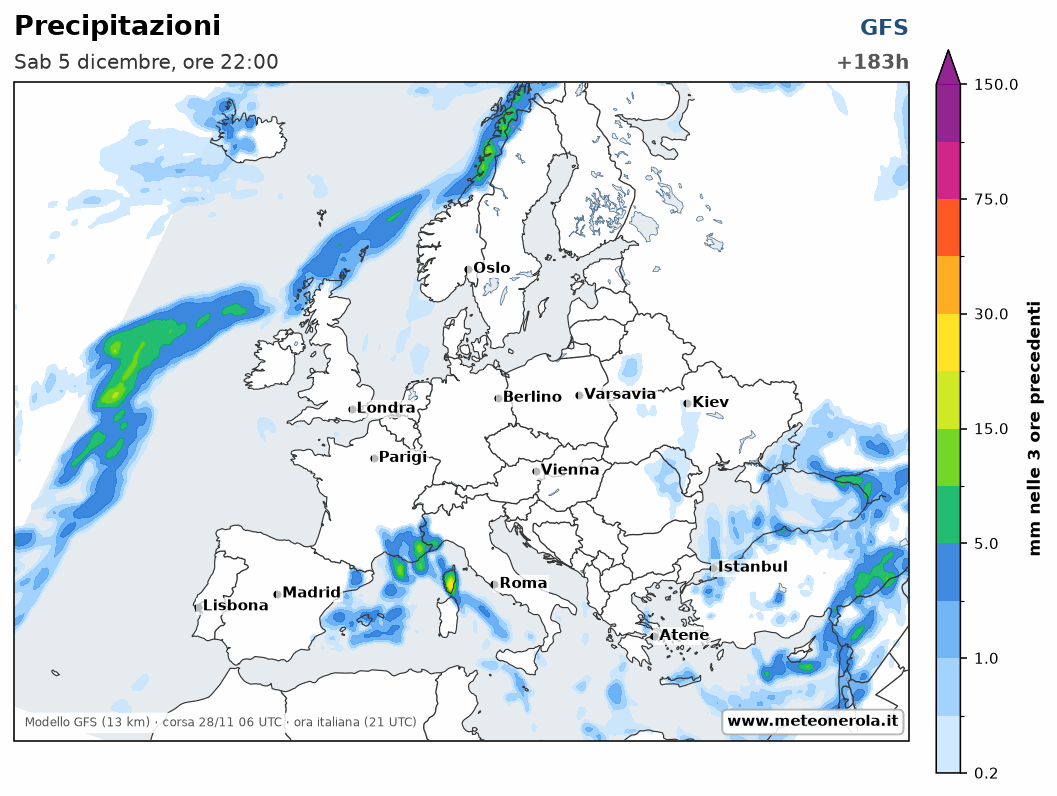 Precipitazioni
GFS
Sab 5 dicembre, ore 22:00
+183h
150.0
75.0
30.0
15.0
5.0
1.0
0.2
mm nelle 3 ore precedenti
Oslo
Berlino
Varsavia
Kiev
Londra
Parigi
Vienna
Istanbul
Roma
Madrid
Lisbona
Atene
Modello GFS (13 km) · corsa 28/11 06 UTC · ora italiana (21 UTC)
www.meteonerola.it